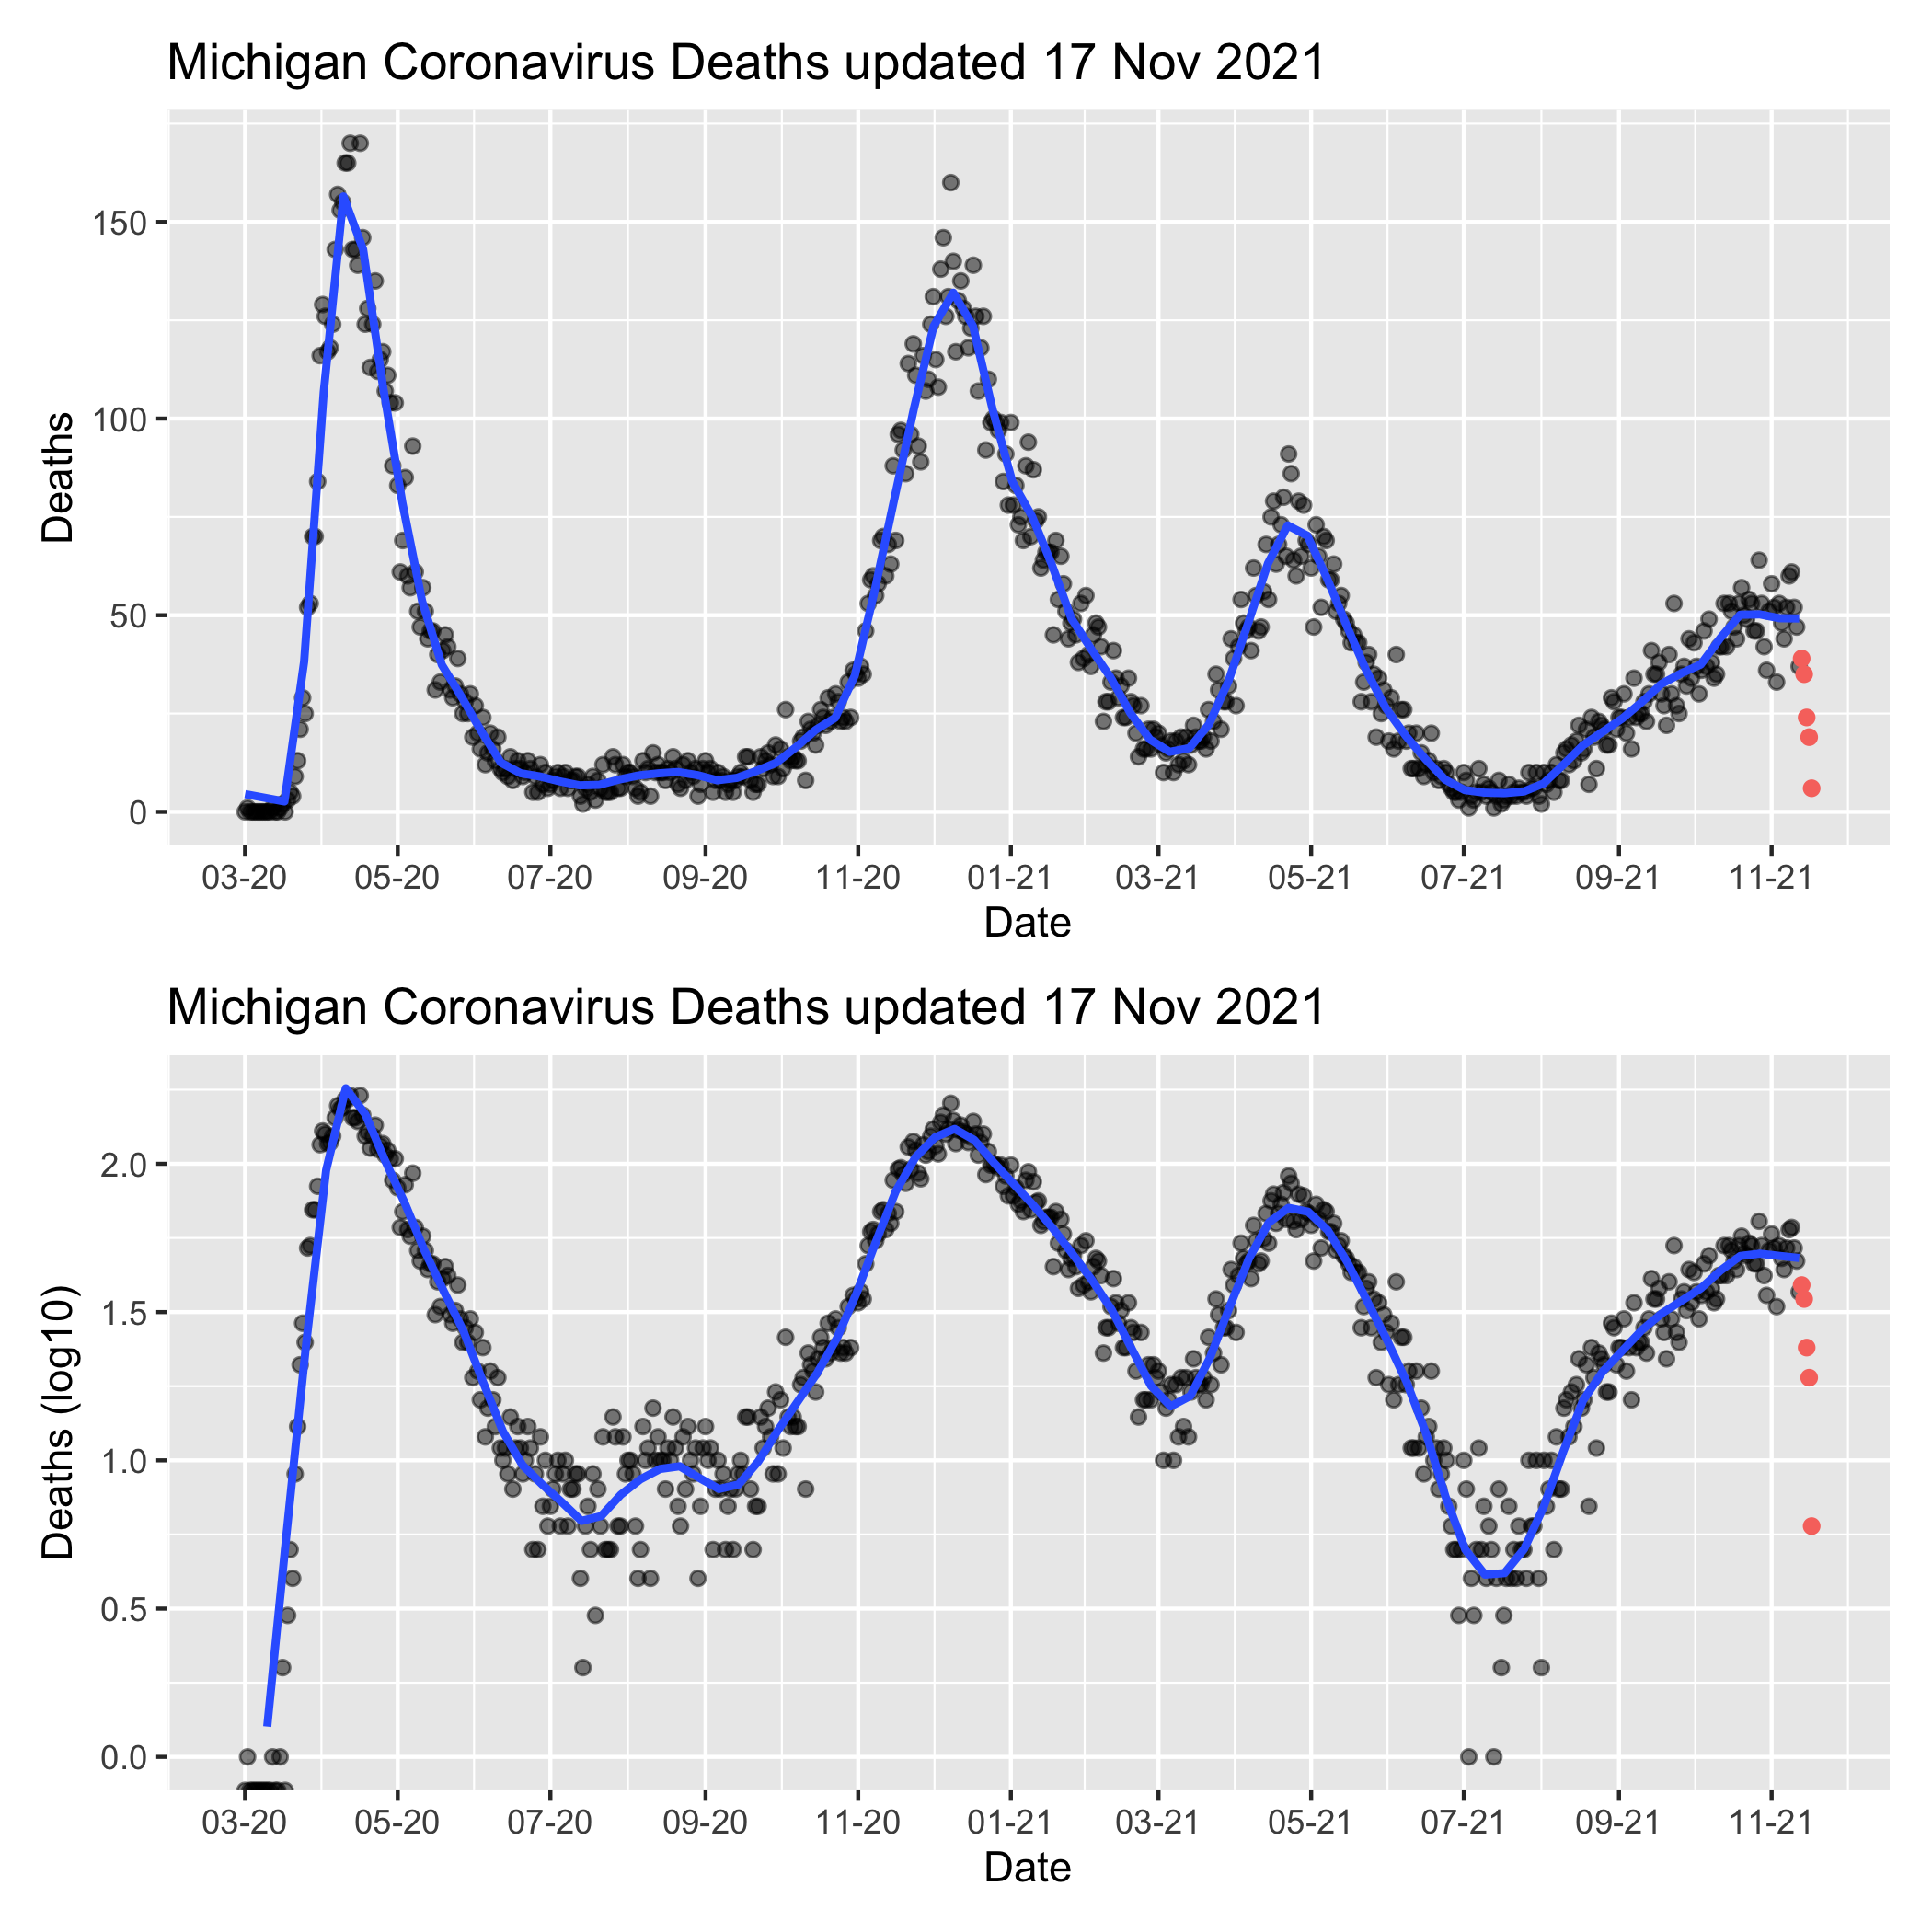 Michigan Coronavirus Deaths updated 17 Nov 2021
150
100
50
0
Deaths
03-20 05-20 07-20 09-20 11-20 01-21 03-21 05-21 07-21 09-21 11-21
Date
Michigan Coronavirus Deaths updated 17 Nov 2021
2.0
1.5
1.0
0.5
0.0
Deaths (log10)
03-20 05-20 07-20 09-20 11-20 01-21 03-21 05-21 07-21 09-21 11-21
Date